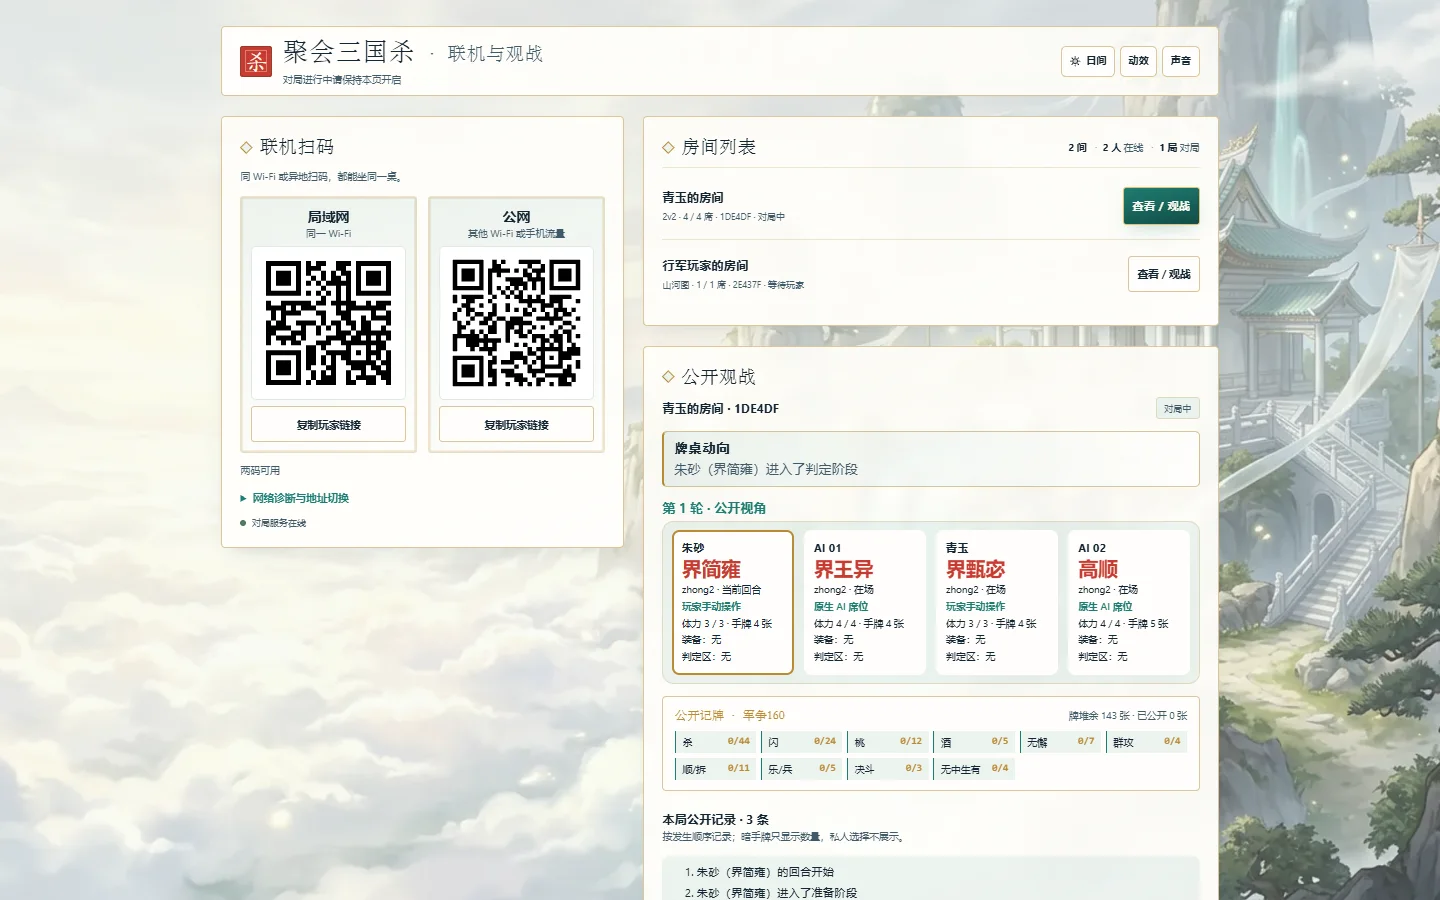 杀
聚会三国杀 · 联机与观战
对局进行中请保持本页开启
日间
动效
声音
联机扫码
同 Wi-Fi 或异地扫码，都能坐同一桌。
局域网
同一 Wi-Fi
复制玩家链接
公网
其他 Wi-Fi 或手机流量
复制玩家链接
两码可用
网络诊断与地址切换
对局服务在线
房间列表
2 间 · 2 人在线 · 1 局对局
青玉的房间
2v2 · 4 / 4 席 · 1DE4DF · 对局中
查看 / 观战
行军玩家的房间
山河图 · 1 / 1 席 · 2E437F · 等待玩家
查看 / 观战
公开观战
青玉的房间 · 1DE4DF
对局中
牌桌动向
朱砂（界简雍）进入了判定阶段
第 1 轮 · 公开视角
朱砂
界简雍
zhong2 · 当前回合
玩家手动操作
体力 3 / 3 · 手牌 4 张
装备：无
判定区：无
AI 01
界王异
zhong2 · 在场
原生 AI 席位
体力 4 / 4 · 手牌 4 张
装备：无
判定区：无
青玉
界甄宓
zhong2 · 在场
玩家手动操作
体力 3 / 3 · 手牌 4 张
装备：无
判定区：无
AI 02
高顺
zhong2 · 在场
原生 AI 席位
体力 4 / 4 · 手牌 5 张
装备：无
判定区：无
公开记牌 · 军争160
牌堆余 143 张 · 已公开 0 张
杀 0/44
闪 0/24
桃 0/12
酒 0/5
无懈 0/7
群攻 0/4
顺/拆 0/11
乐/兵 0/5
决斗 0/3
无中生有 0/4
本局公开记录 · 3 条
按发生顺序记录；暗手牌只显示数量，私人选择不展示。
1. 朱砂（界简雍）的回合开始
2. 朱砂（界简雍）进入了准备阶段